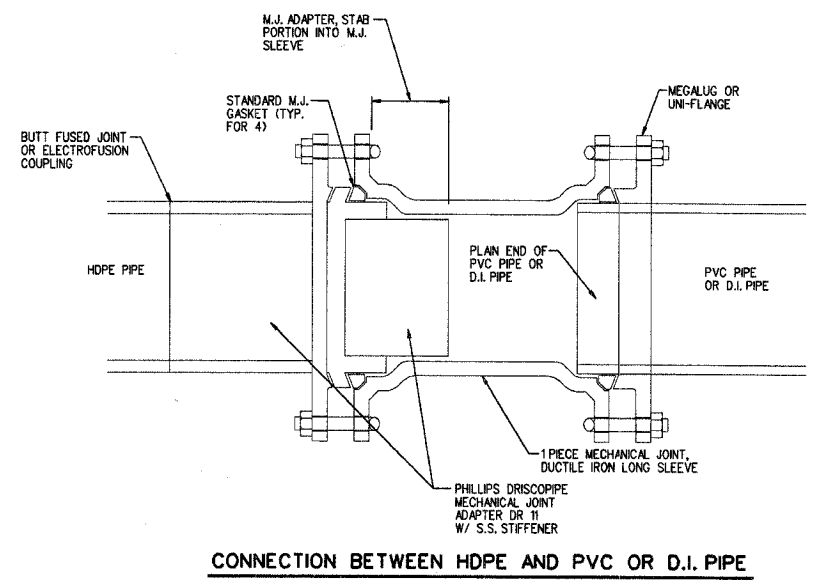 M.J. ADAPTER, STAB
PORTION INTO M.J.
SLEEVE
STANDARD M.J.
GASKET (TYP.
FOR 4)
MEGALUG OR
UNI-FLANGE
BUTT FUSED JOINT
OR ELECTROFUSION
COUPLING
HDPE PIPE
PLAIN END OF
PVC PIPE OR
D.I. PIPE
PVC PIPE
OR D.I. PIPE
1 PIECE MECHANICAL JOINT,
DUCTILE IRON LONG SLEEVE
PHILLIPS DRISCOPIPE
MECHANICAL JOINT
ADAPTER DR 11
W/ S.S. STIFFENER
CONNECTION BETWEEN HDPE AND PVC OR D.I. PIPE